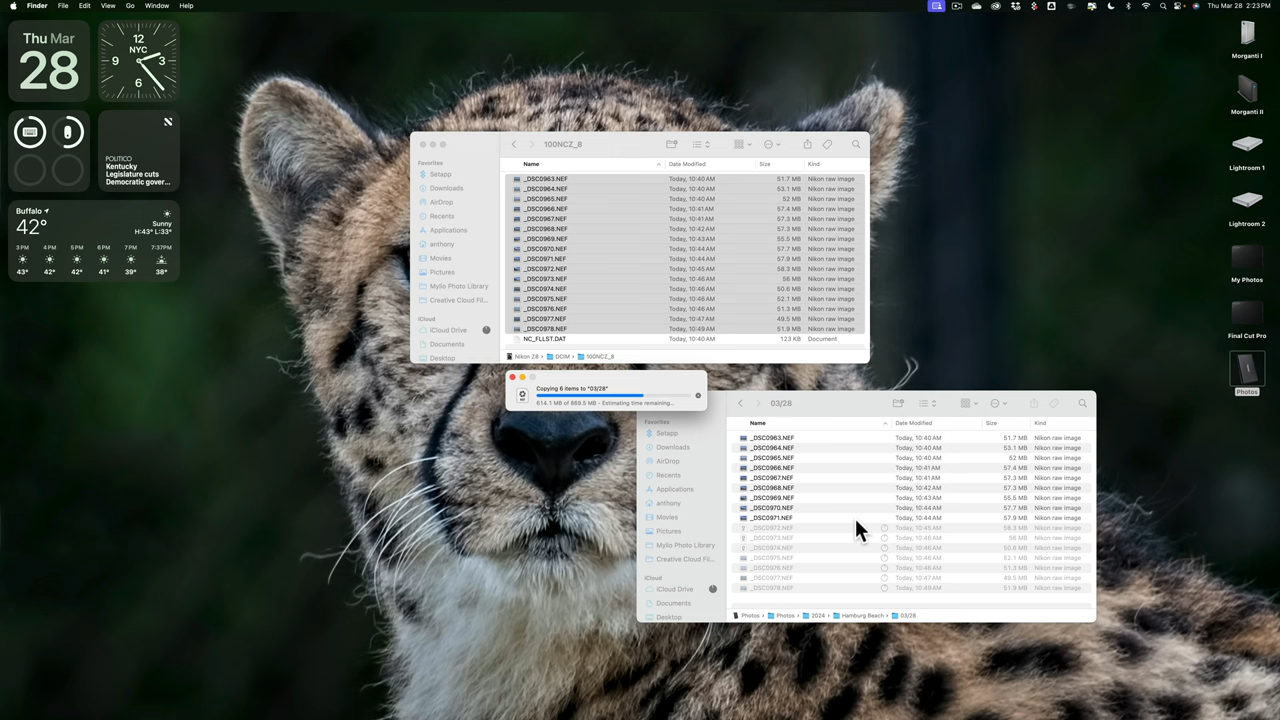 Finder File Edit View Go Window Help
Thu Mar 28 2:23 PM
Thu Mar
28
12
NYC
9
3
6
POLITICO
Kentucky
Legislature cuts
Democratic gover...
Buffalo
42°
Sunny
H:43° L:33°
3 PM 4 PM 5 PM 6 PM 7 PM 7:37PM
43° 42° 42° 41° 39° 38°
Morganti I
Morganti II
Lightroom 1
Lightroom 2
My Photos
Final Cut Pro
Photos
100NCZ_8
Favorites
Setapp
Downloads
AirDrop
Recents
Applications
anthony
Movies
Pictures
Mylio Photo Library
Creative Cloud Fil...
iCloud
iCloud Drive
Documents
Desktop
Name Date Modified Size Kind
_DSC0963.NEF Today, 10:40 AM 51.7 MB Nikon raw image
_DSC0964.NEF Today, 10:40 AM 53.1 MB Nikon raw image
_DSC0965.NEF Today, 10:40 AM 52 MB Nikon raw image
_DSC0966.NEF Today, 10:41 AM 57.4 MB Nikon raw image
_DSC0967.NEF Today, 10:41 AM 57.3 MB Nikon raw image
_DSC0968.NEF Today, 10:42 AM 57.3 MB Nikon raw image
_DSC0969.NEF Today, 10:43 AM 55.5 MB Nikon raw image
_DSC0970.NEF Today, 10:44 AM 57.7 MB Nikon raw image
_DSC0971.NEF Today, 10:44 AM 57.9 MB Nikon raw image
_DSC0972.NEF Today, 10:45 AM 58.3 MB Nikon raw image
_DSC0973.NEF Today, 10:46 AM 56 MB Nikon raw image
_DSC0974.NEF Today, 10:46 AM 50.6 MB Nikon raw image
_DSC0975.NEF Today, 10:46 AM 52.1 MB Nikon raw image
_DSC0976.NEF Today, 10:46 AM 51.3 MB Nikon raw image
_DSC0977.NEF Today, 10:47 AM 49.5 MB Nikon raw image
_DSC0978.NEF Today, 10:49 AM 51.9 MB Nikon raw image
NC_FLLST.DAT Today, 10:40 AM 123 KB Document
Nikon Z8 › DCIM › 100NCZ_8
Copying 6 items to "03/28"
614.1 MB of 869.5 MB - Estimating time remaining...
03/28
Favorites
Setapp
Downloads
AirDrop
Recents
Applications
anthony
Movies
Pictures
Mylio Photo Library
Creative Cloud Fil...
iCloud
iCloud Drive
Documents
Desktop
Name Date Modified Size Kind
_DSC0963.NEF Today, 10:40 AM 51.7 MB Nikon raw image
_DSC0964.NEF Today, 10:40 AM 53.1 MB Nikon raw image
_DSC0965.NEF Today, 10:40 AM 52 MB Nikon raw image
_DSC0966.NEF Today, 10:41 AM 57.4 MB Nikon raw image
_DSC0967.NEF Today, 10:41 AM 57.3 MB Nikon raw image
_DSC0968.NEF Today, 10:42 AM 57.3 MB Nikon raw image
_DSC0969.NEF Today, 10:43 AM 55.5 MB Nikon raw image
_DSC0970.NEF Today, 10:44 AM 57.7 MB Nikon raw image
_DSC0971.NEF Today, 10:44 AM 57.9 MB Nikon raw image
_DSC0972.NEF Today, 10:45 AM 58.3 MB Nikon raw image
_DSC0973.NEF Today, 10:46 AM 56 MB Nikon raw image
_DSC0974.NEF Today, 10:46 AM 50.6 MB Nikon raw image
_DSC0975.NEF Today, 10:46 AM 52.1 MB Nikon raw image
_DSC0976.NEF Today, 10:46 AM 51.3 MB Nikon raw image
_DSC0977.NEF Today, 10:47 AM 49.5 MB Nikon raw image
_DSC0978.NEF Today, 10:49 AM 51.9 MB Nikon raw image
Photos › Photos › 2024 › Hamburg Beach › 03/28